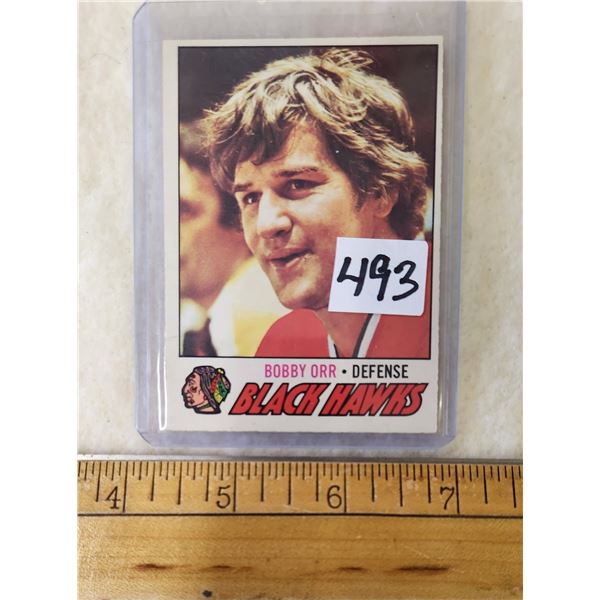 493
BOBBY ORR • DEFENSE
BLACK HAWKS
4 5 6 7